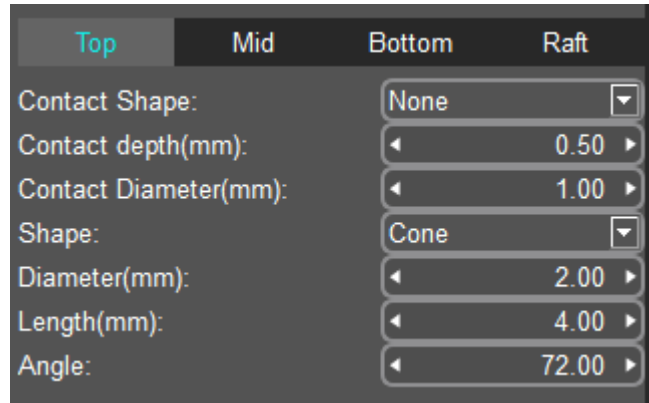 Top Mid Bottom Raft
Contact Shape: None
Contact depth(mm): 0.50
Contact Diameter(mm): 1.00
Shape: Cone
Diameter(mm): 2.00
Length(mm): 4.00
Angle: 72.00